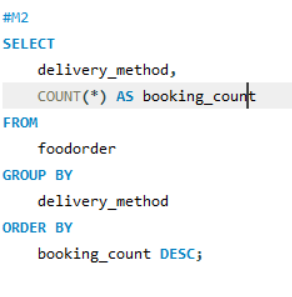 #M2
SELECT
    delivery_method,
    COUNT(*) AS booking_count
FROM
    foodorder
GROUP BY
    delivery_method
ORDER BY
    booking_count DESC;